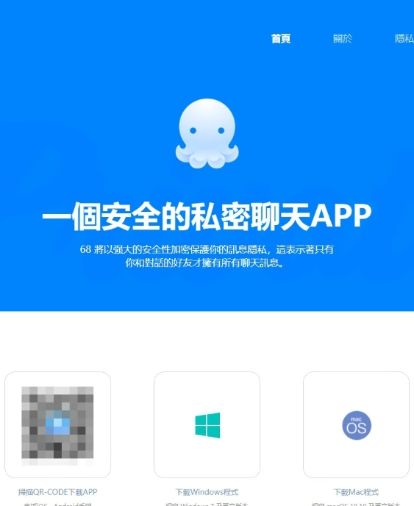 首頁 關於 隱私
一個安全的私密聊天APP
68 將以強大的安全性加密保護你的訊息隱私，這表示著只有
你和對話的好友才擁有所有聊天訊息。
mac
OS
掃描QR-CODE下載APP 下載Windows程式 下載Mac程式